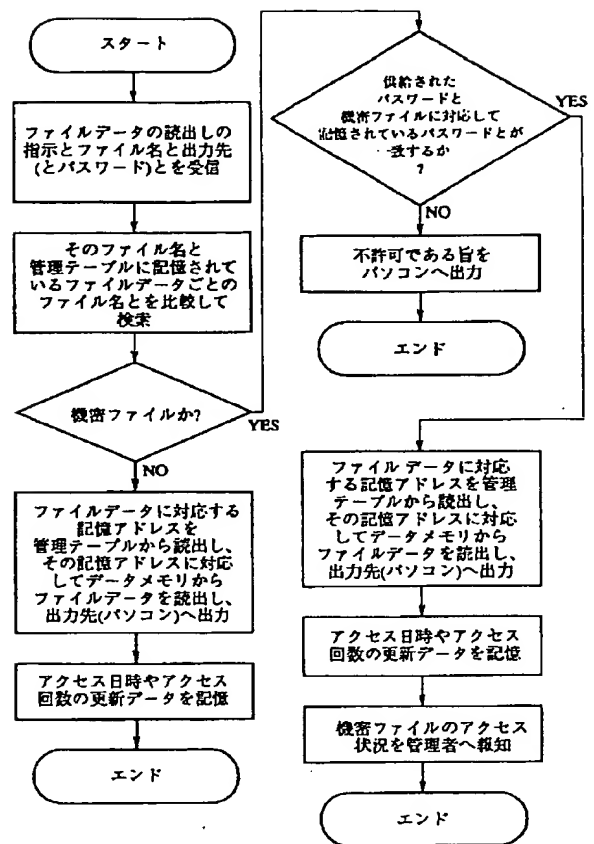 スタート
ファイルデータの読出しの
指示とファイル名と出力先
(とパスワード)とを受信
そのファイル名と
管理テーブルに記憶されて
いるファイルデータごとの
ファイル名とを比較して
検索
機密ファイルか?
YES
NO
ファイルデータに対応する
記憶アドレスを
管理テーブルから読出し、
その記憶アドレスに対応
してデータメモリから
ファイルデータを読出し、
出力先(パソコン)へ出力
アクセス日時やアクセス
回数の更新データを記憶
エンド
供給された
パスワードと
機密ファイルに対応して
記憶されているパスワードとが
一致するか
?
YES
NO
不許可である旨を
パソコンへ出力
エンド
ファイル データに対応
する記憶アドレスを管理
テーブルから読出し、
その記憶アドレスに対応
してデータメモリから
ファイルデータを読出し、
出力先(パソコン)へ出力
アクセス日時やアクセス
回数の更新データを記憶
機密ファイルのアクセス
状況を管理者へ報知
エンド